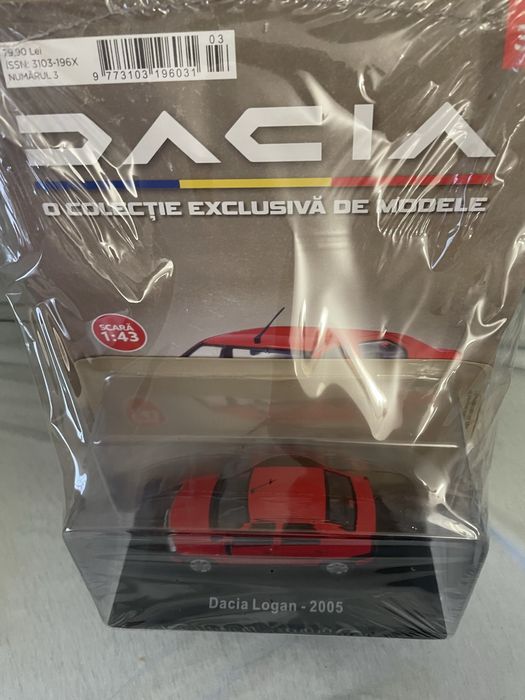 79,90 Lei
ISSN: 3103-196X
NUMĂRUL 3
03
9 773103 196031
DACIA
O COLECȚIE EXCLUSIVĂ DE MODELE
SCARĂ
1:43
Dacia Logan - 2005